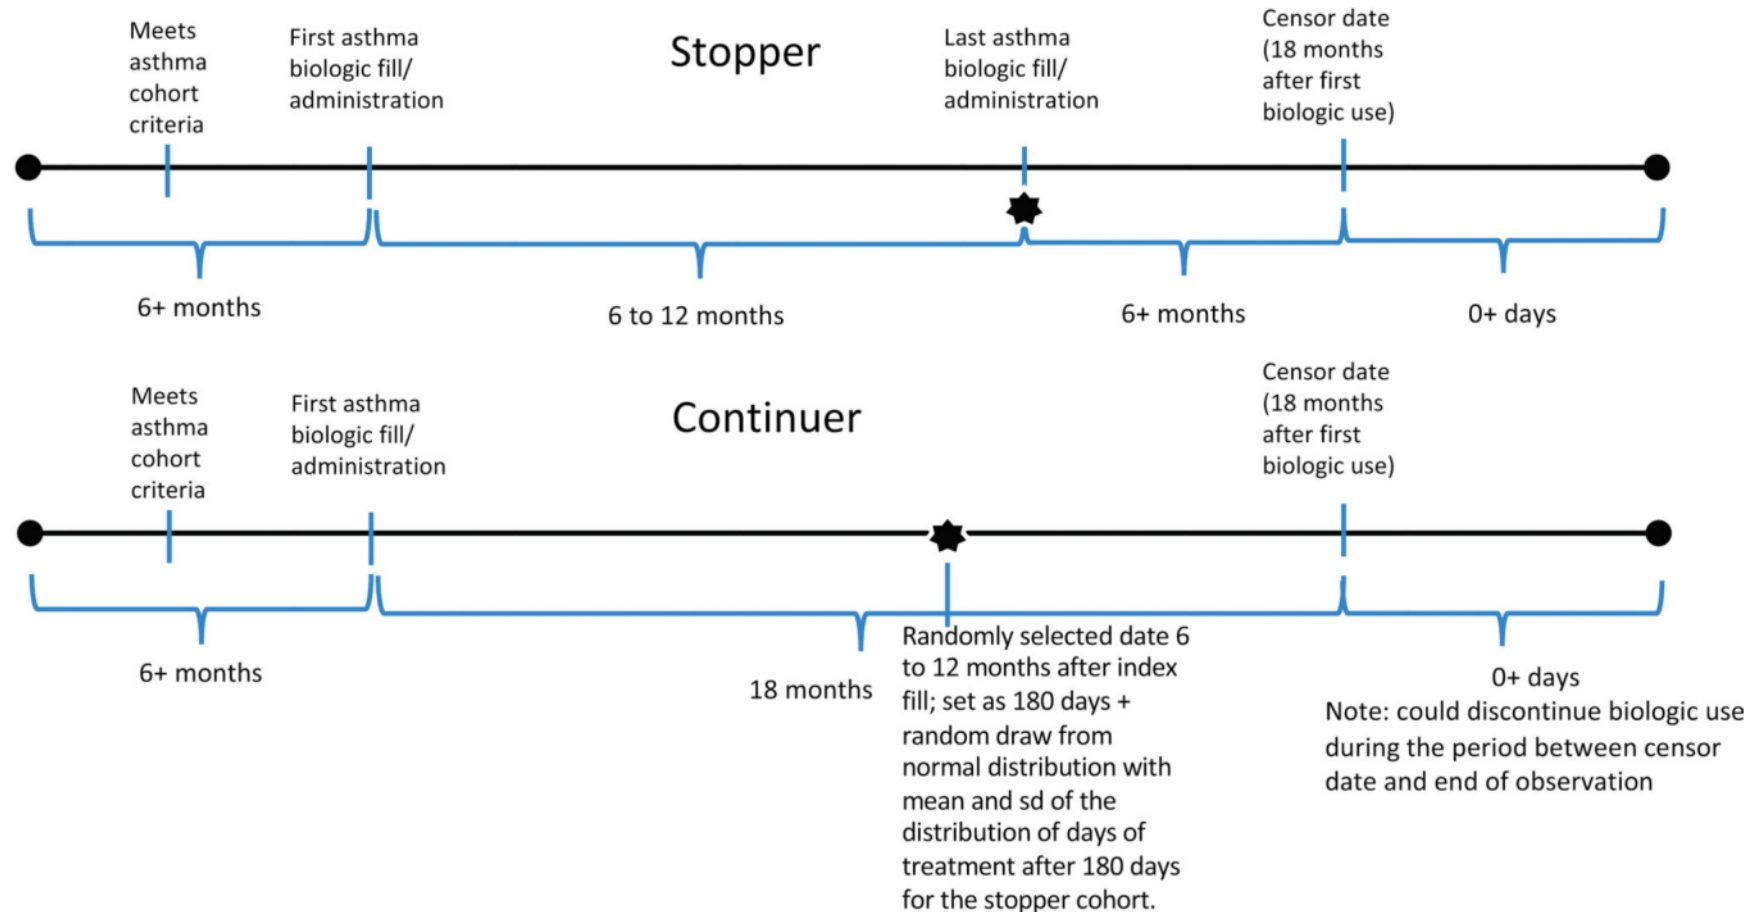 Meets
asthma
cohort
criteria
First asthma
biologic fill/
administration
Stopper
Last asthma
biologic fill/
administration
Censor date
(18 months
after first
biologic use)
6+ months
6 to 12 months
6+ months
0+ days
Meets
asthma
cohort
criteria
First asthma
biologic fill/
administration
Continuer
Censor date
(18 months
after first
biologic use)
6+ months
18 months
Randomly selected date 6
to 12 months after index
fill; set as 180 days +
random draw from
normal distribution with
mean and sd of the
distribution of days of
treatment after 180 days
for the stopper cohort.
0+ days
Note: could discontinue biologic use
during the period between censor
date and end of observation